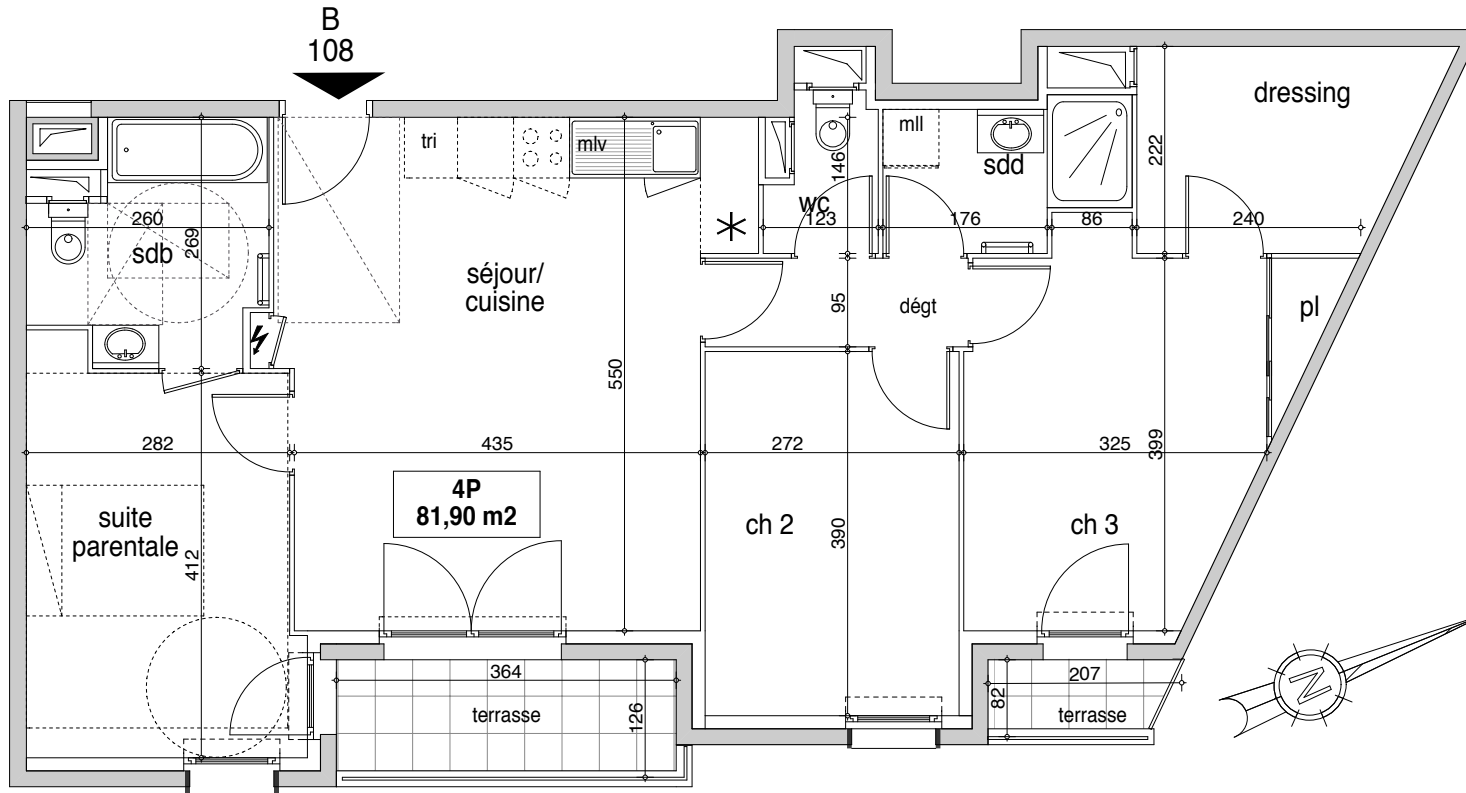 B
108
dressing
tri
mlv
mll
sdd
146
222
wc
260
123
176
86
240
269
sdb
séjour/
cuisine
95
dégt
pl
550
282
435
272
325
399
4P
81,90 m2
suite
parentale
412
ch 2
390
ch 3
364
126
terrasse
207
82
terrasse
N